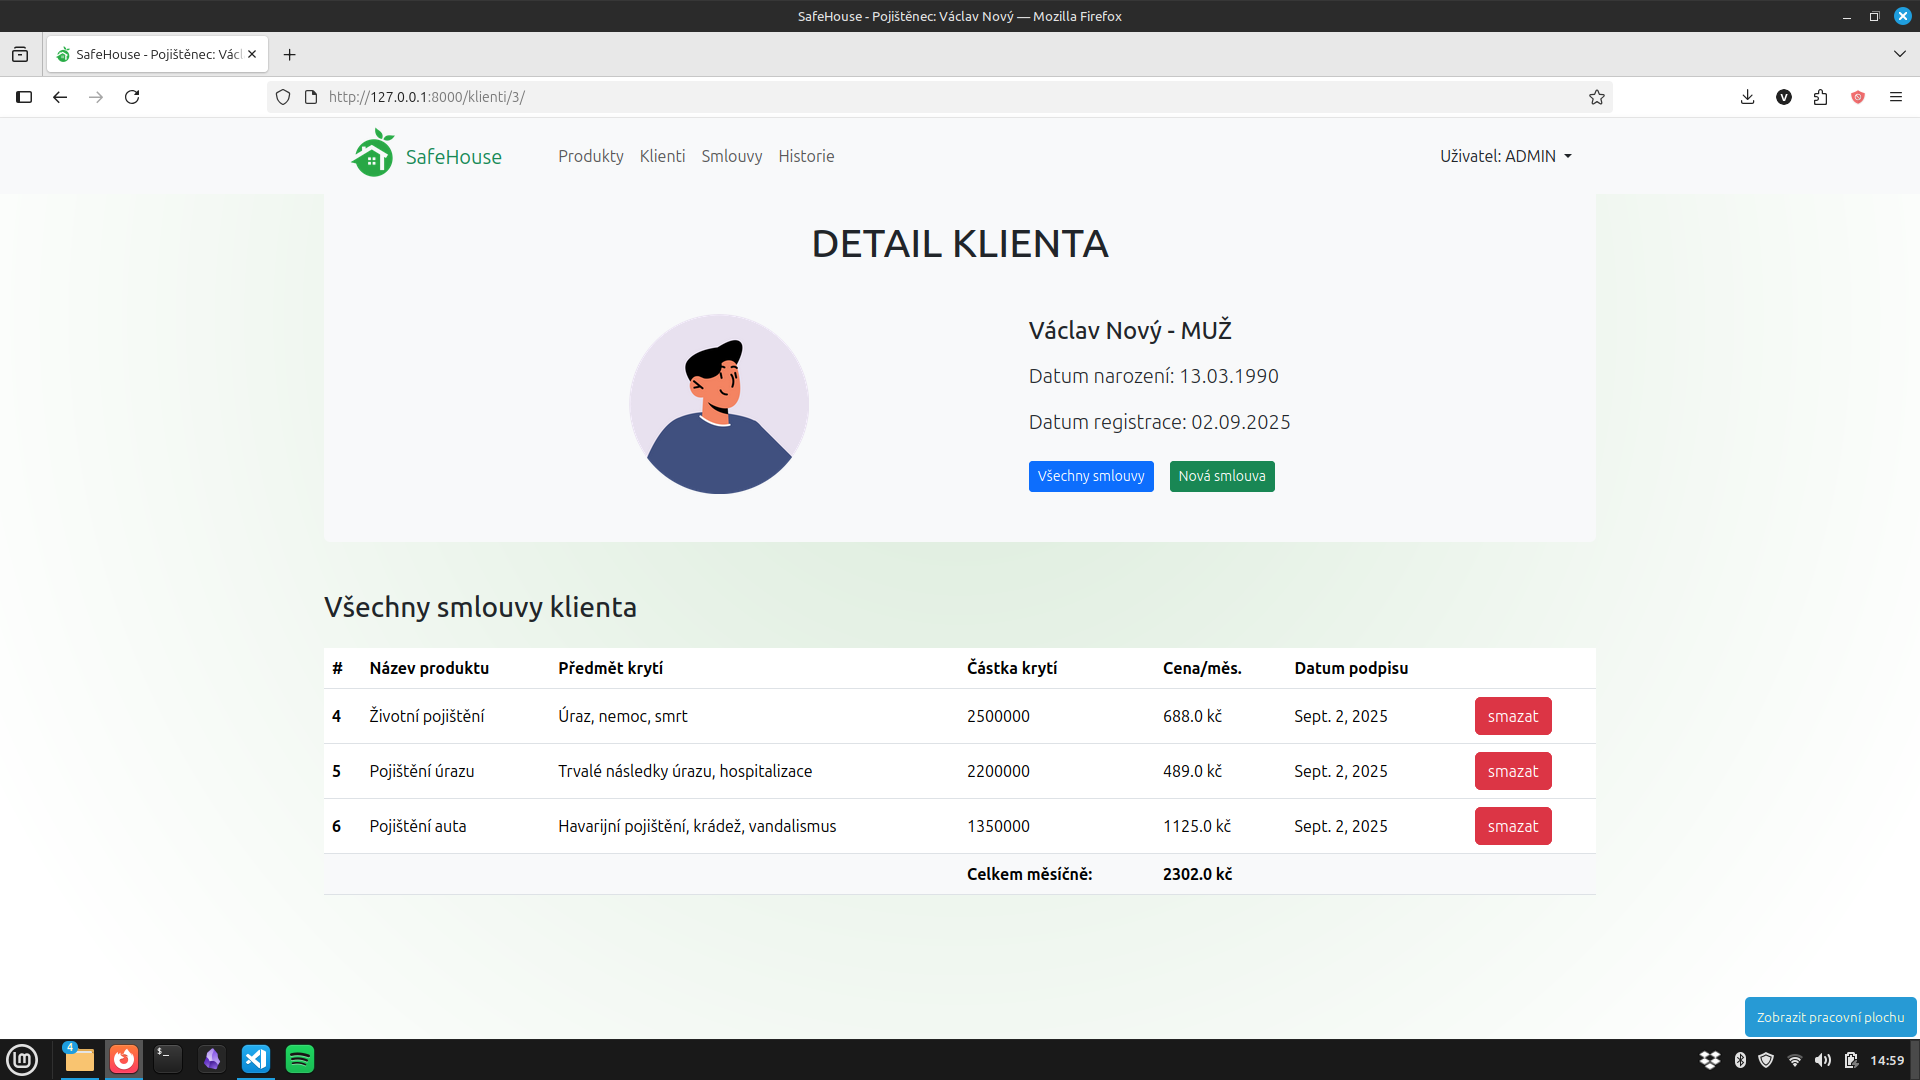 SafeHouse - Pojištěnec: Václav Nový — Mozilla Firefox
SafeHouse - Pojištěnec: Vác
http://127.0.0.1:8000/klienti/3/
V
SafeHouse Produkty Klienti Smlouvy Historie Uživatel: ADMIN
DETAIL KLIENTA
Václav Nový - MUŽ
Datum narození: 13.03.1990
Datum registrace: 02.09.2025
Všechny smlouvy Nová smlouva
Všechny smlouvy klienta
# Název produktu Předmět krytí Částka krytí Cena/měs. Datum podpisu
4 Životní pojištění Úraz, nemoc, smrt 2500000 688.0 kč Sept. 2, 2025 smazat
5 Pojištění úrazu Trvalé následky úrazu, hospitalizace 2200000 489.0 kč Sept. 2, 2025 smazat
6 Pojištění auta Havarijní pojištění, krádež, vandalismus 1350000 1125.0 kč Sept. 2, 2025 smazat
Celkem měsíčně: 2302.0 kč
Zobrazit pracovní plochu
4
14:59